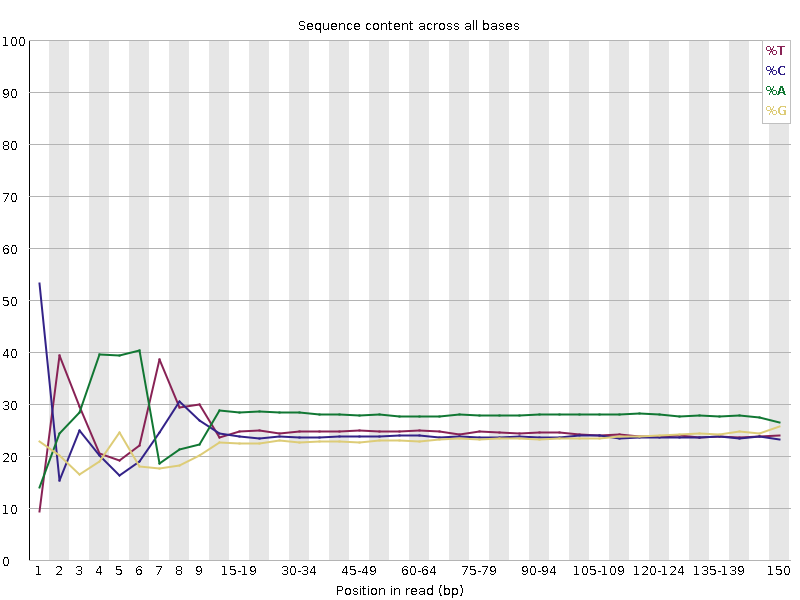 Sequence content across all bases
100
90
80
70
60
50
40
30
20
10
0
%T
%C
%A
%G
1 2 3 4 5 6 7 8 9 15-19 30-34 45-49 60-64 75-79 90-94 105-109 120-124 135-139 150
Position in read (bp)